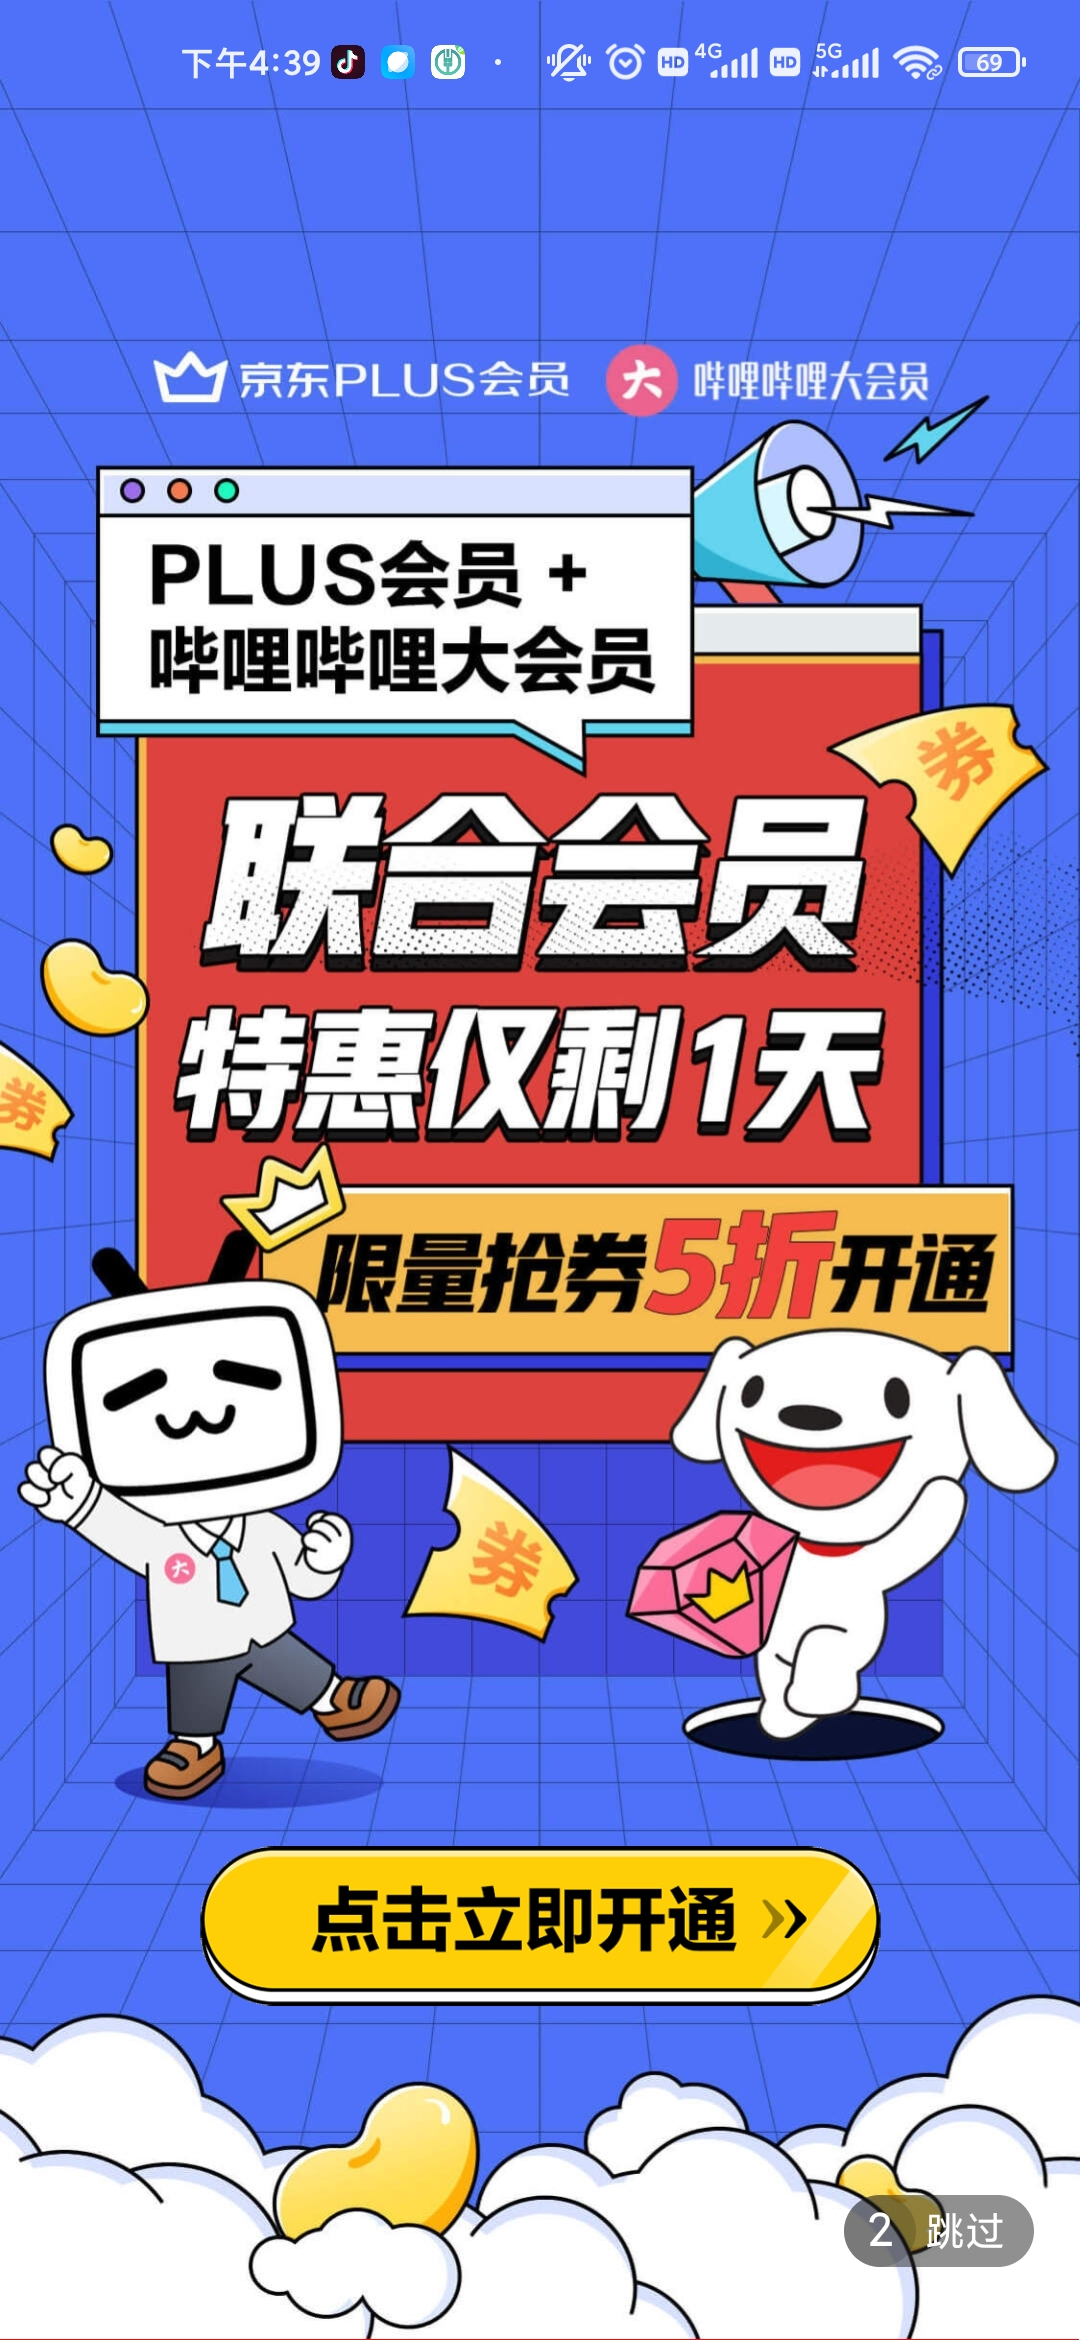 下午4:39
HD 4G HD 5G 69
京东PLUS会员 大 哔哩哔哩大会员
PLUS会员 +
哔哩哔哩大会员
券
联合会员
特惠仅剩1天
券
限量抢券5折开通
大
券
点击立即开通
2 跳过